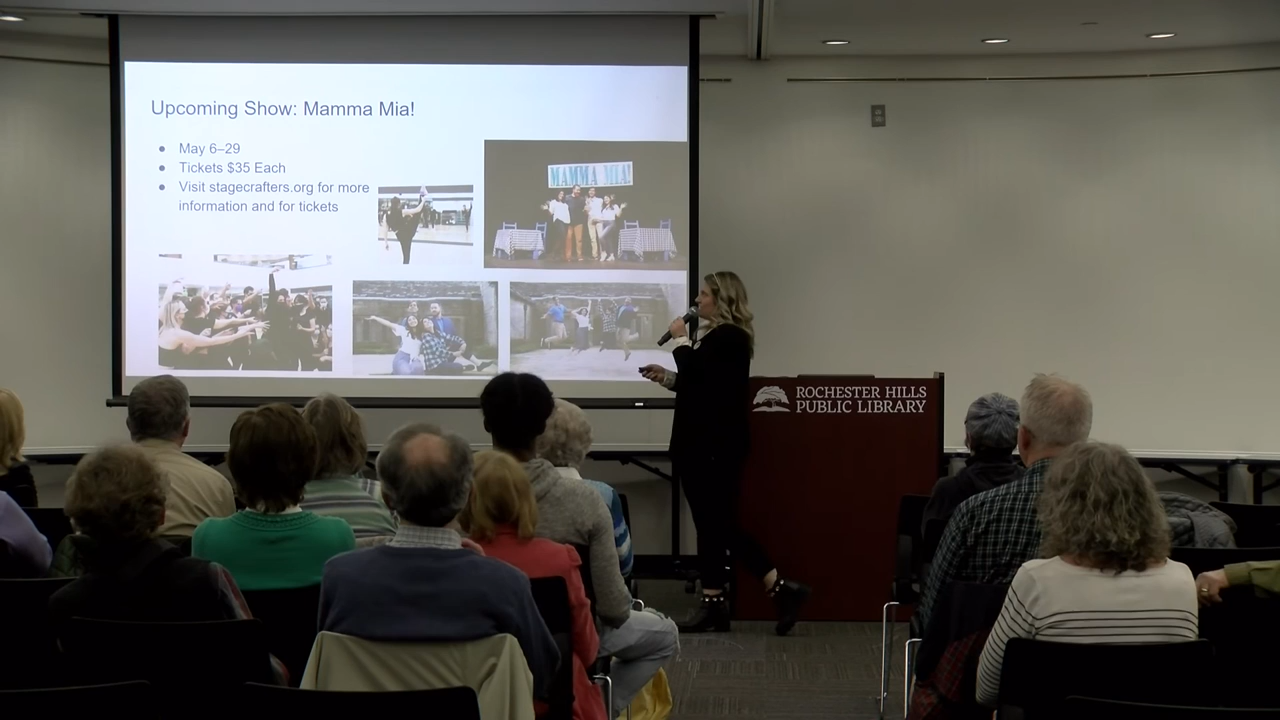 Upcoming Show: Mamma Mia!
● May 6–29
● Tickets $35 Each
● Visit stagecrafters.org for more
information and for tickets
MAMMA MIA!
ROCHESTER HILLS
PUBLIC LIBRARY